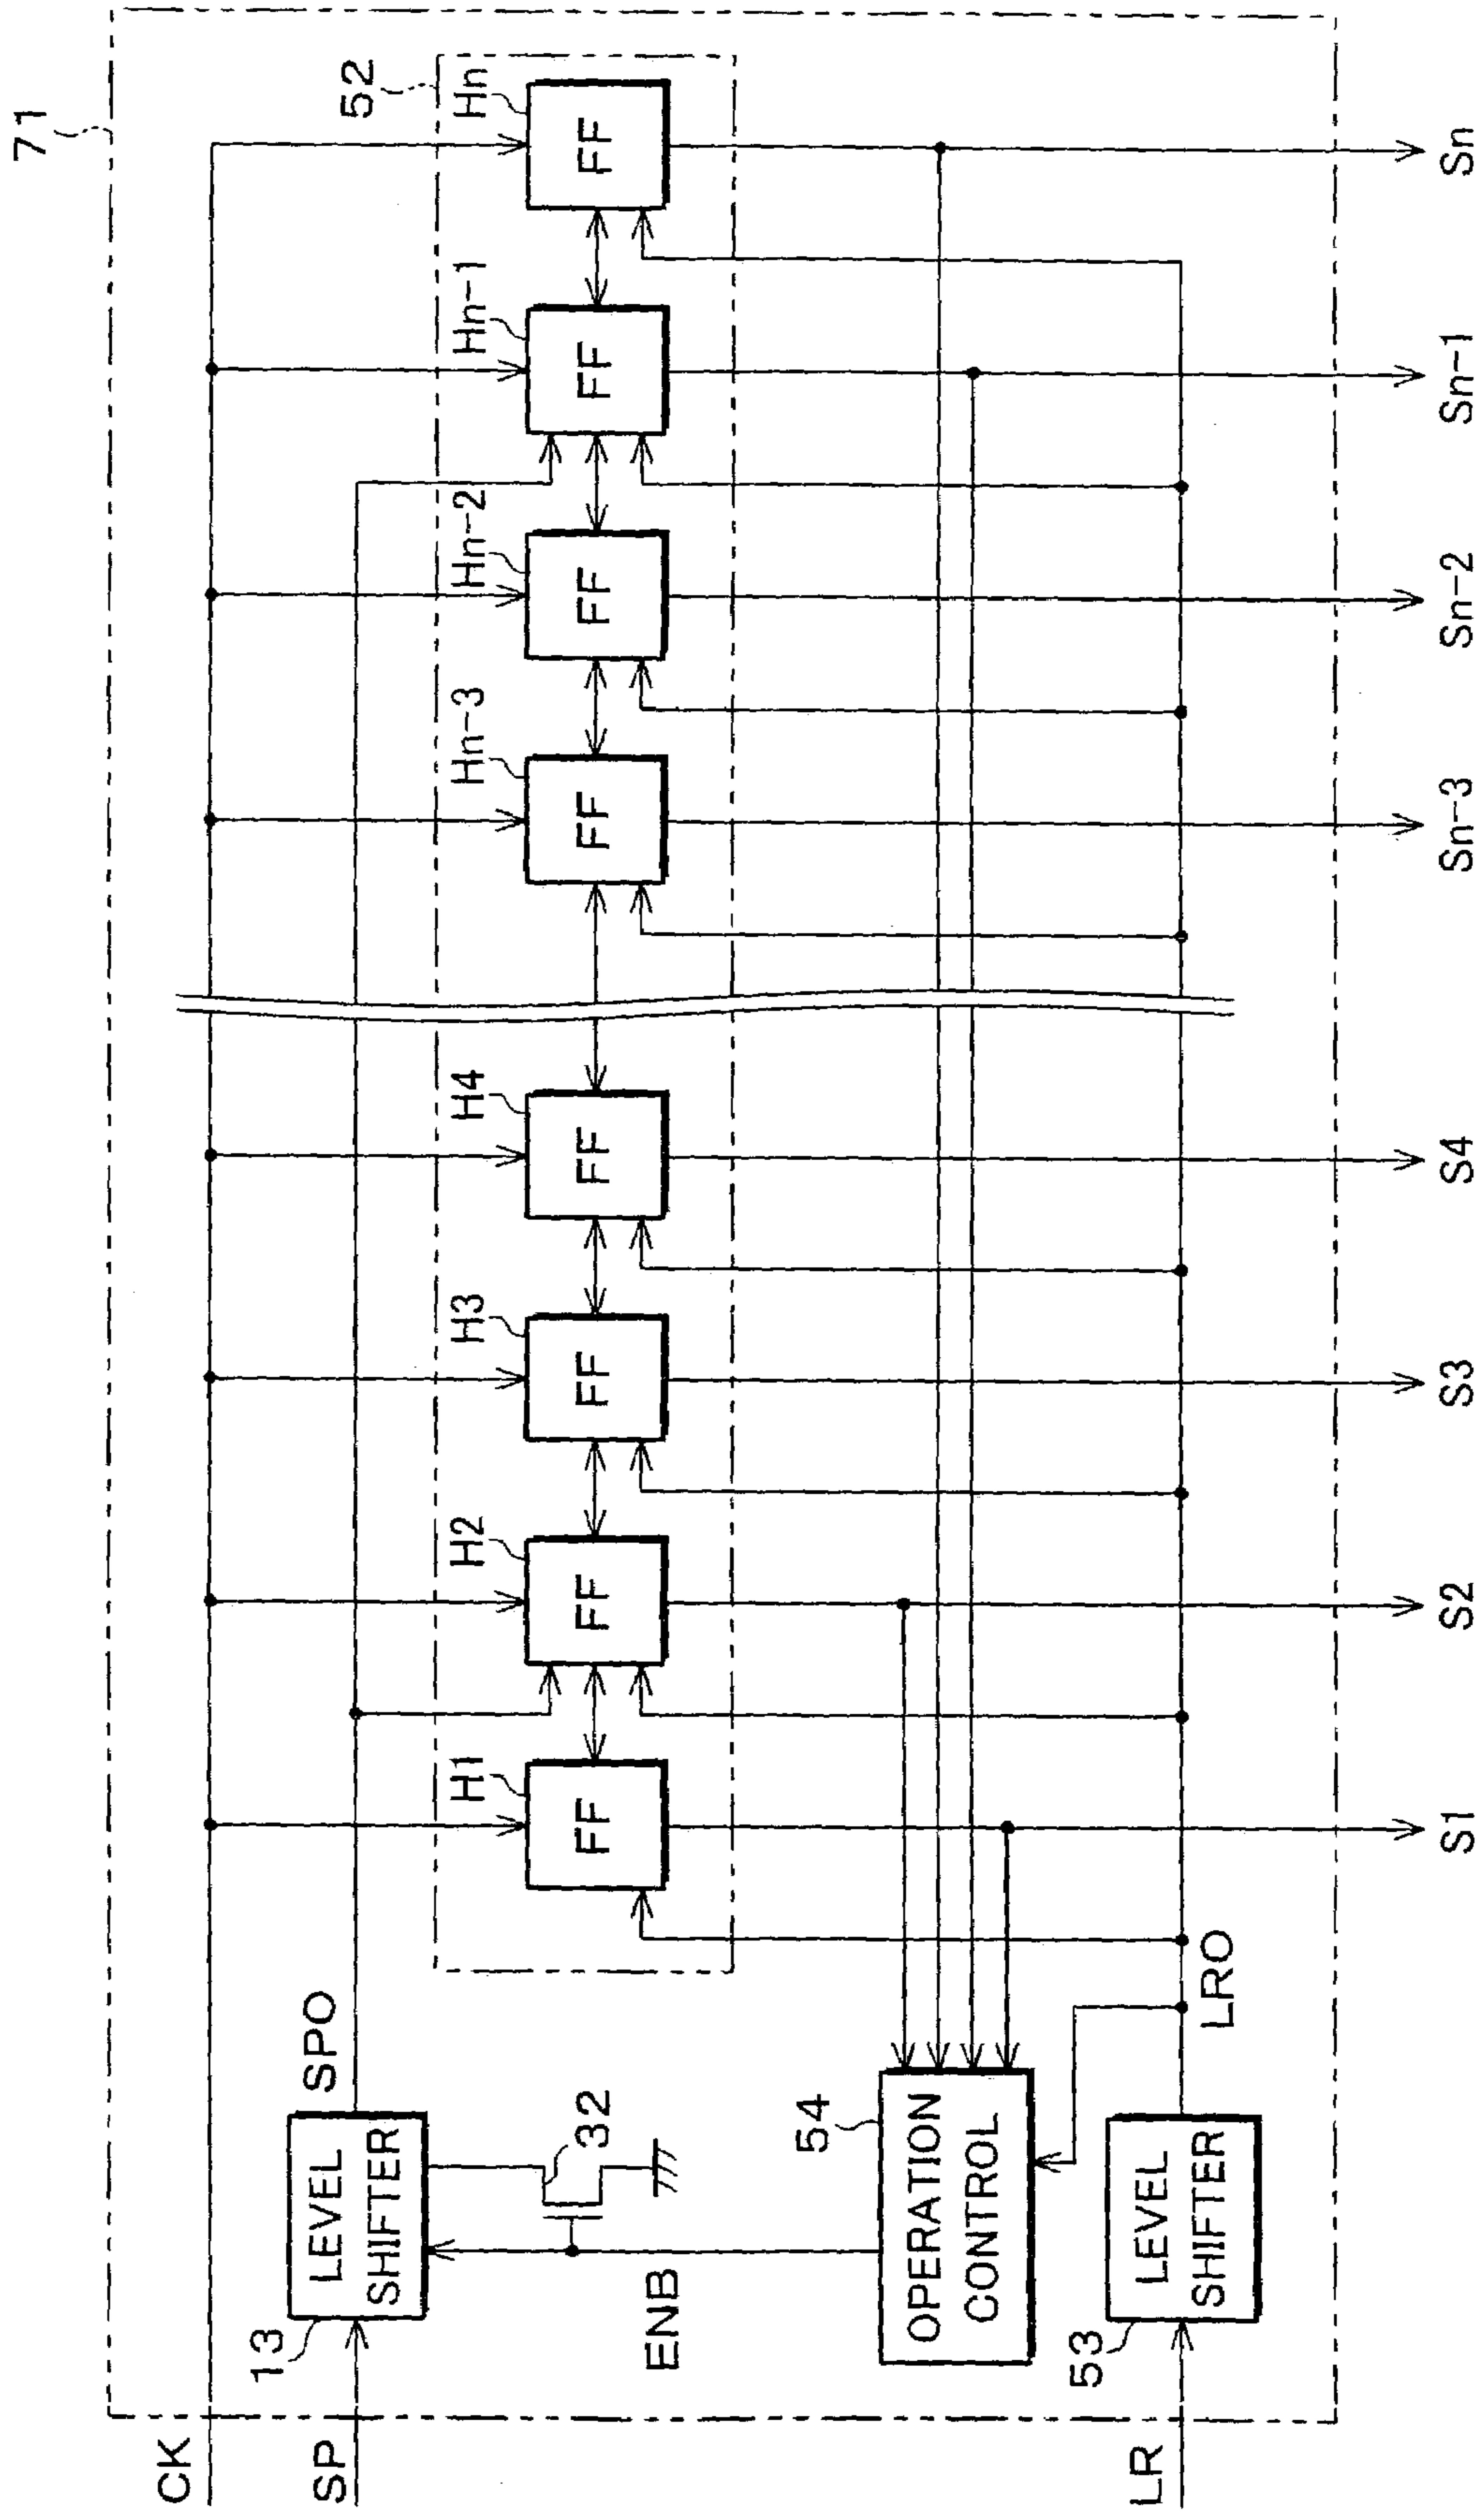 71
52
CK
SP
13
LEVEL
SHIFTER
SPO
32
ENB
H1
FF
H2
FF
H3
FF
H4
FF
Hn-3
FF
Hn-2
FF
Hn-1
FF
Hn
FF
54
OPERATION
CONTROL
LR
53
LEVEL
SHIFTER
LRO
S1
S2
S3
S4
Sn-3
Sn-2
Sn-1
Sn